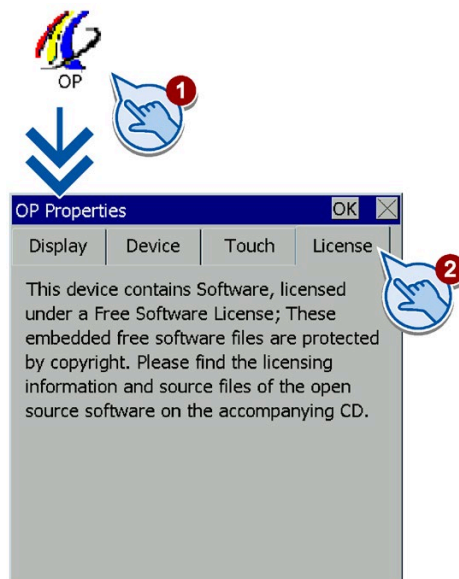 OP
1
OP Properties OK
Display Device Touch License
2
This device contains Software, licensed
under a Free Software License; These
embedded free software files are protected
by copyright. Please find the licensing
information and source files of the open
source software on the accompanying CD.